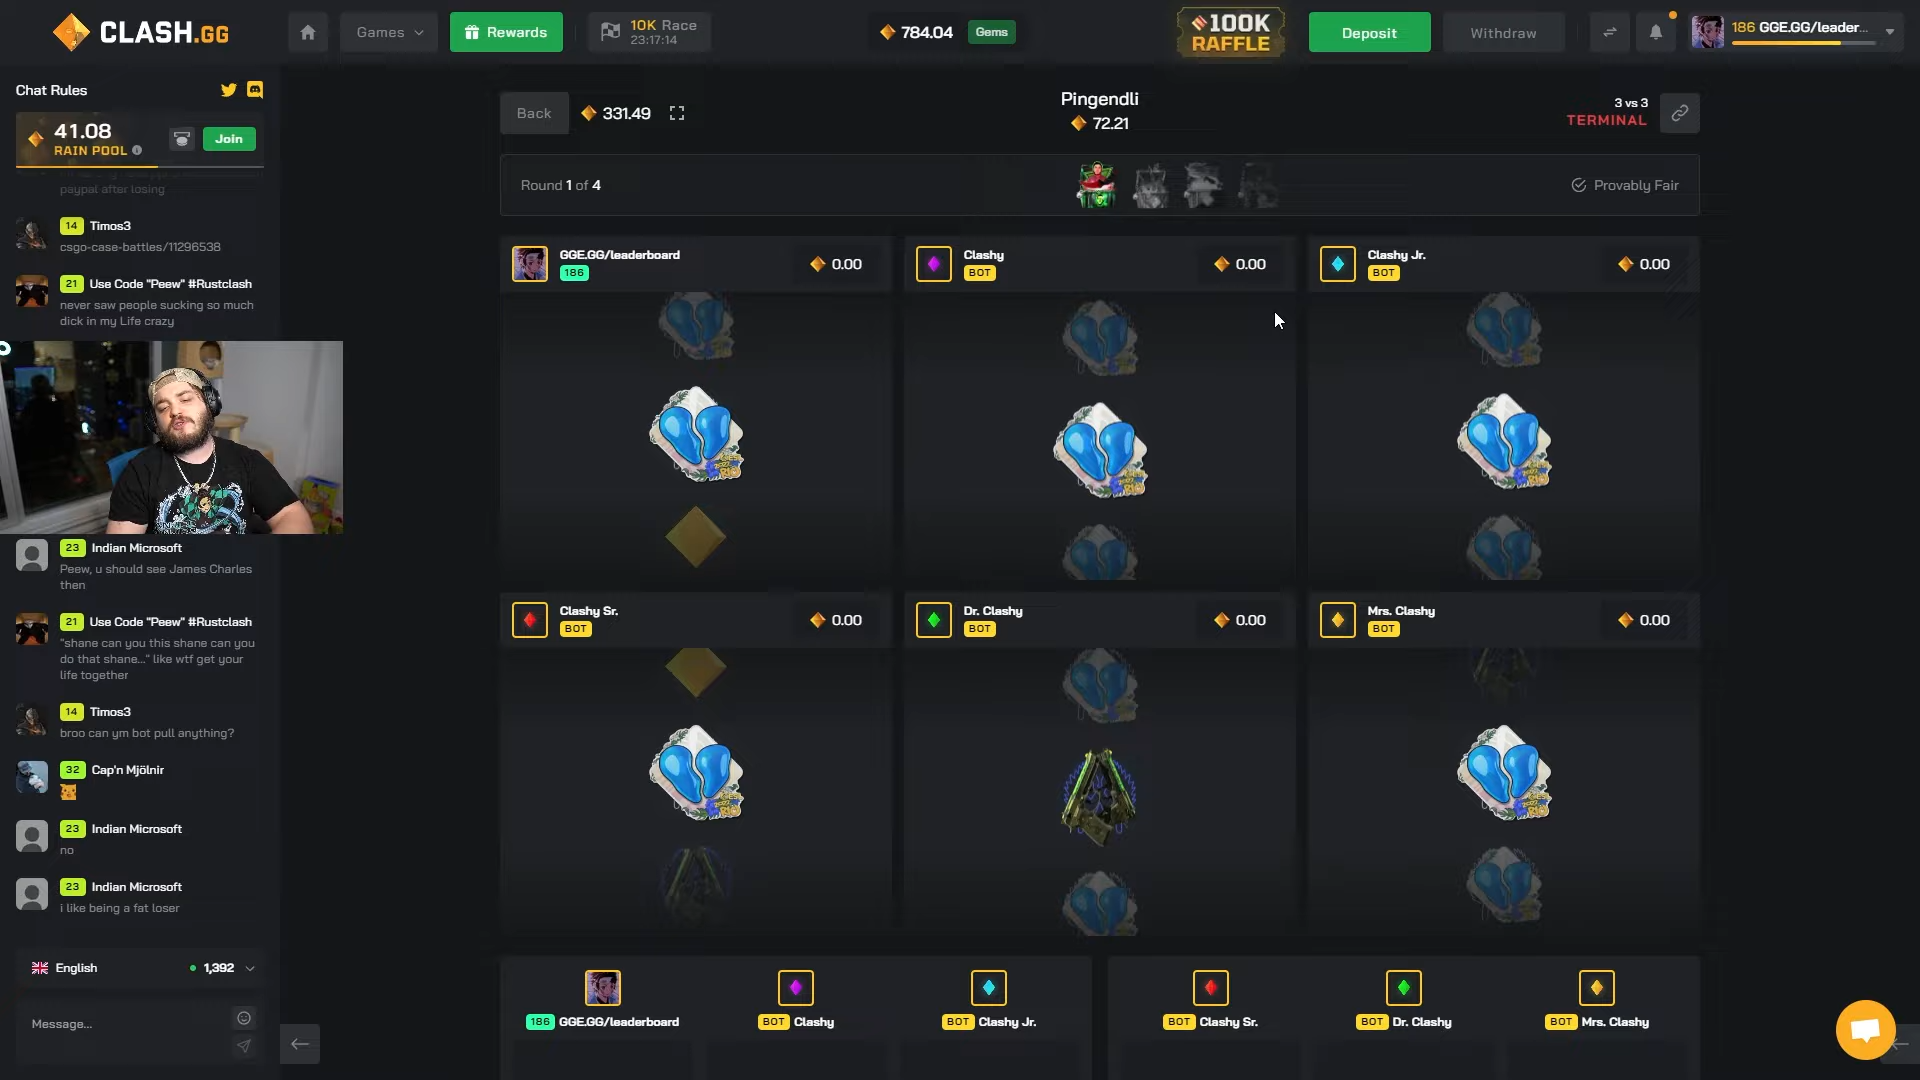 CLASH.GG
Games
Rewards
10K Race
23:17:14
784.04
Gems
100K
RAFFLE
Deposit
Withdraw
186 GGE.GG/leader...
Chat Rules
41.08
RAIN POOL
Join
paypal after losing
14 Timos3
csgo-case-battles/11296538
21 Use Code "Peew" #Rustclash
never saw people sucking so much
dick in my Life crazy
23 Indian Microsoft
Peew, u should see James Charles
then
21 Use Code "Peew" #Rustclash
"shane can you this shane can you
do that shane..." like wtf get your
life together
14 Timos3
broo can ym bot pull anything?
32 Cap'n Mjölnir
23 Indian Microsoft
no
23 Indian Microsoft
i like being a fat loser
English
1,392
Message...
Back
331.49
Pingendli
72.21
3 vs 3
TERMINAL
Round 1 of 4
Provably Fair
GGE.GG/leaderboard
186
0.00
Clashy
BOT
0.00
Clashy Jr.
BOT
0.00
Clashy Sr.
BOT
0.00
Dr. Clashy
BOT
0.00
Mrs. Clashy
BOT
0.00
186 GGE.GG/leaderboard
BOT Clashy
BOT Clashy Jr.
BOT Clashy Sr.
BOT Dr. Clashy
BOT Mrs. Clashy